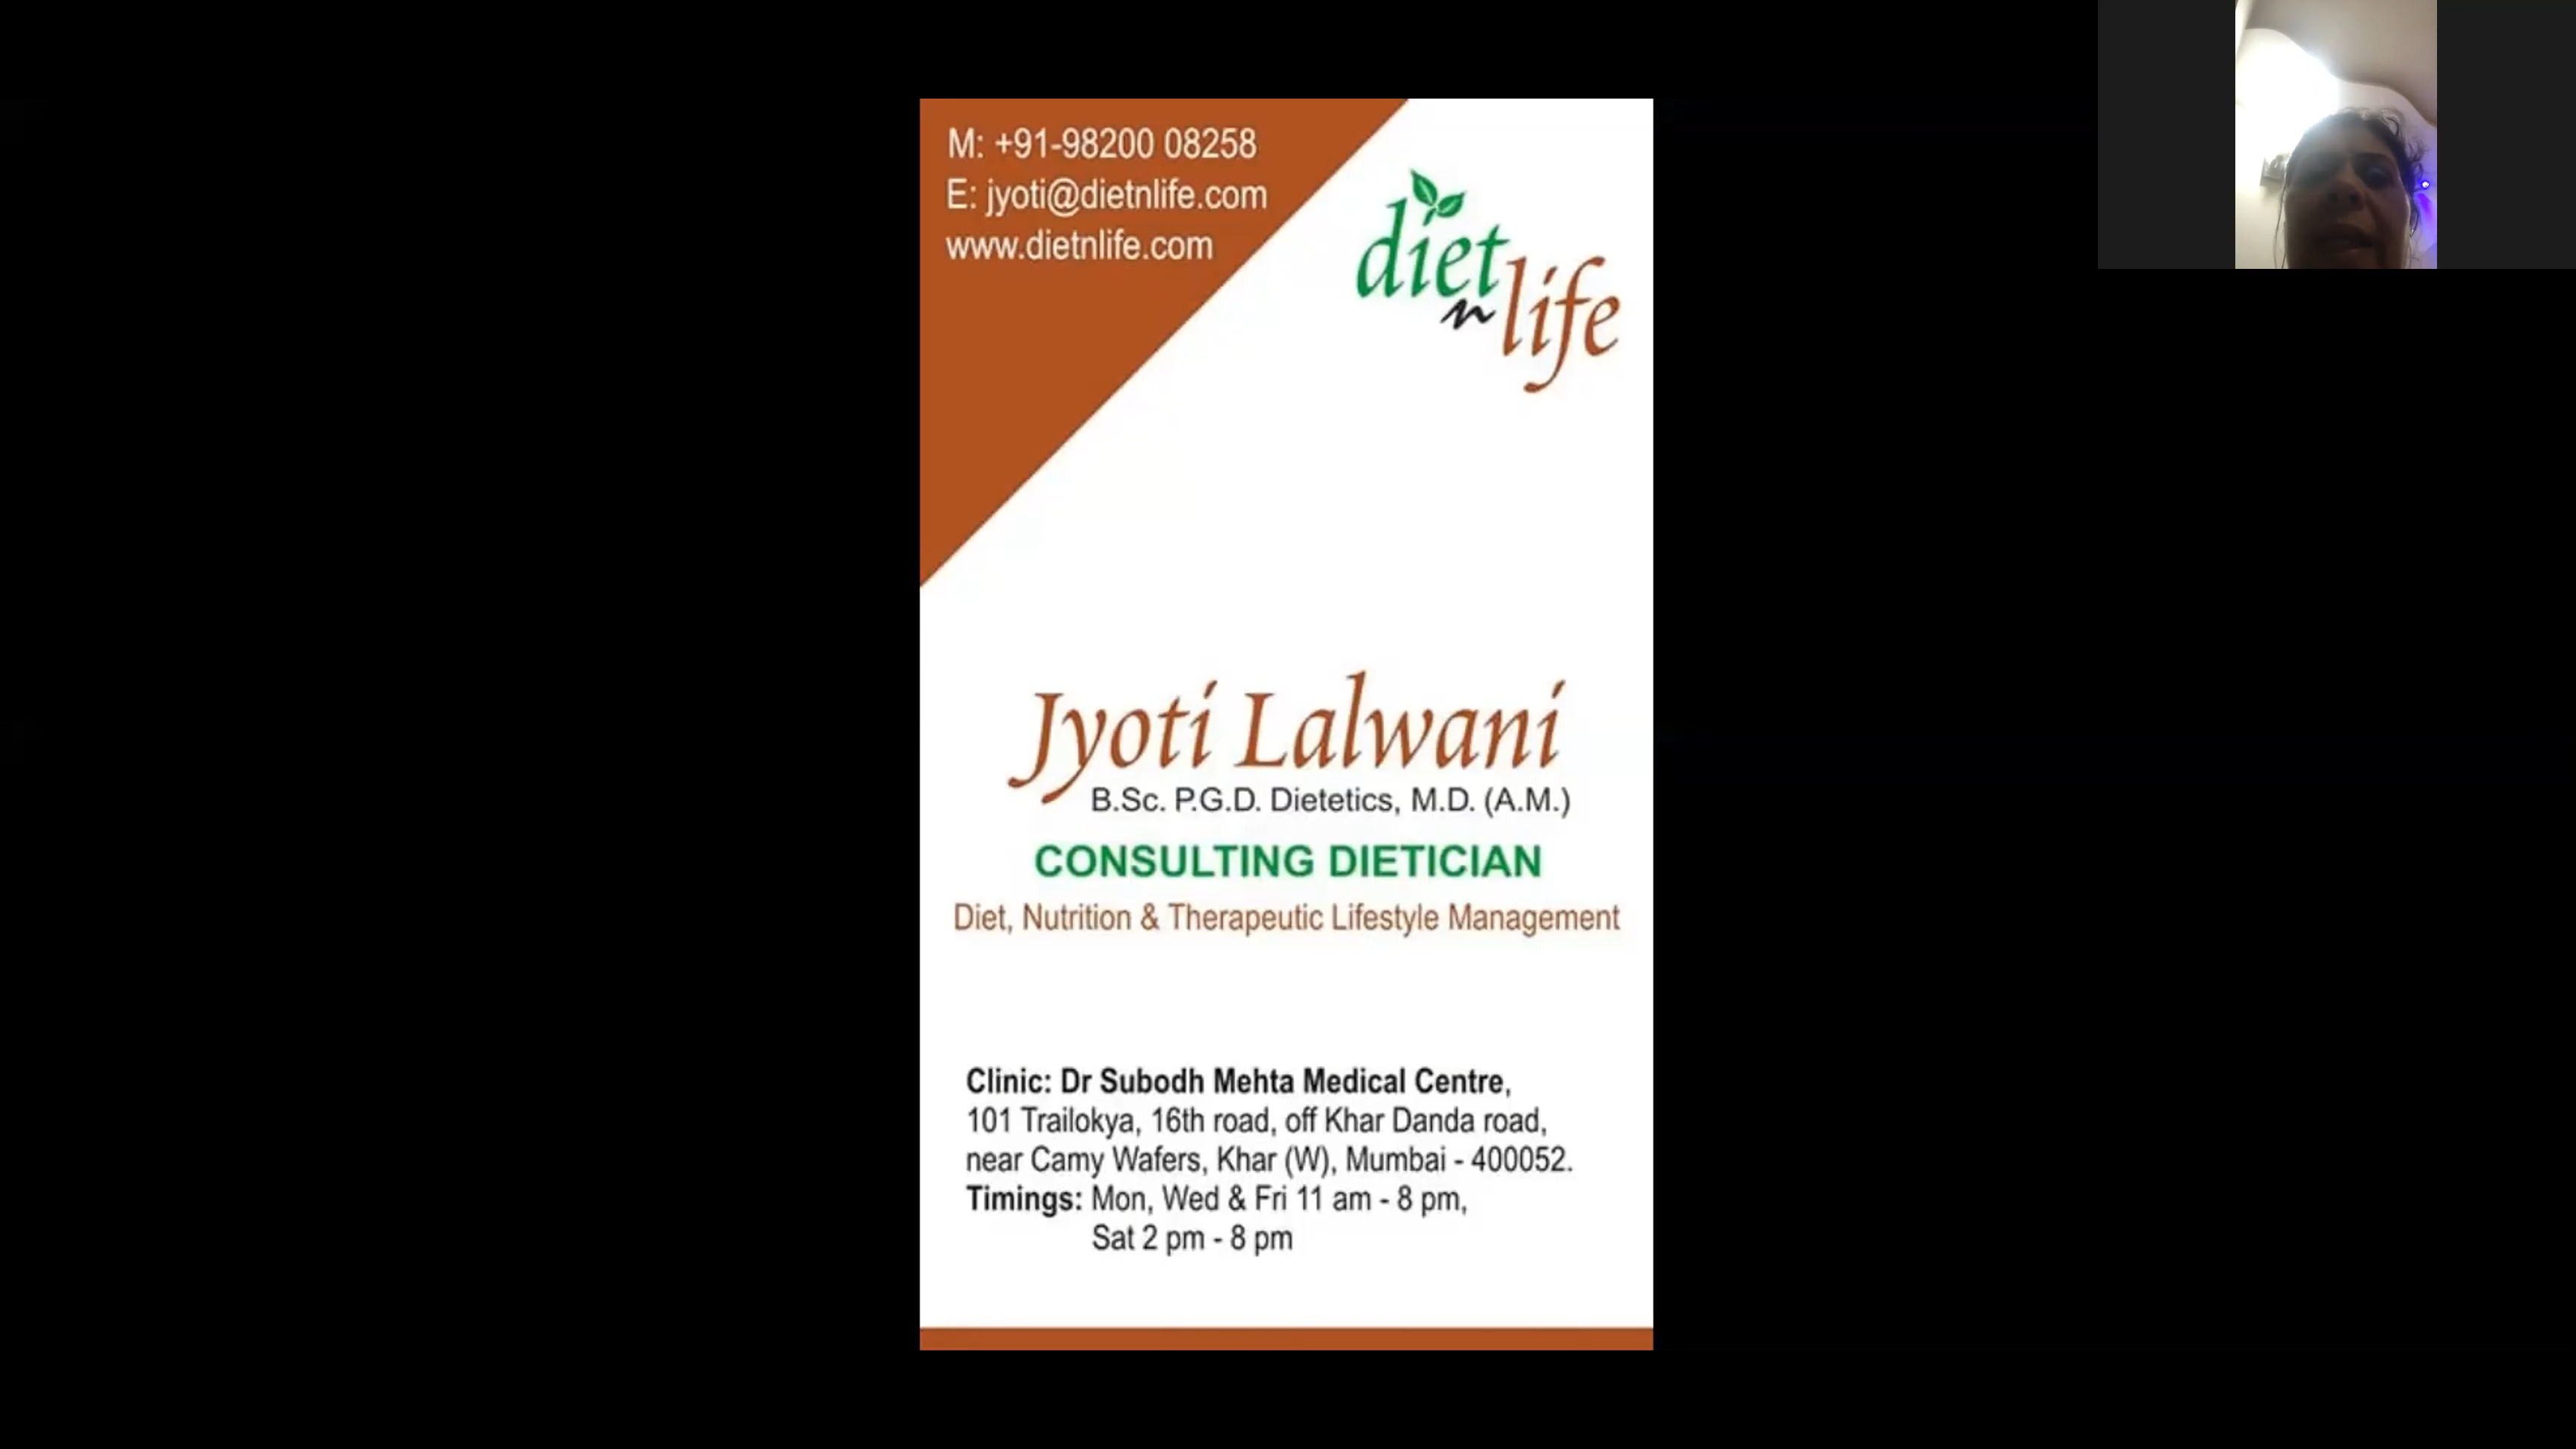 M: +91-98200 08258
E: jyoti@dietnlife.com
www.dietnlife.com
diet
n life
Jyoti Lalwani
B.Sc. P.G.D. Dietetics, M.D. (A.M.)
CONSULTING DIETICIAN
Diet, Nutrition & Therapeutic Lifestyle Management
Clinic: Dr Subodh Mehta Medical Centre,
101 Trailokya, 16th road, off Khar Danda road,
near Camy Wafers, Khar (W), Mumbai - 400052.
Timings: Mon, Wed & Fri 11 am - 8 pm,
Sat 2 pm - 8 pm